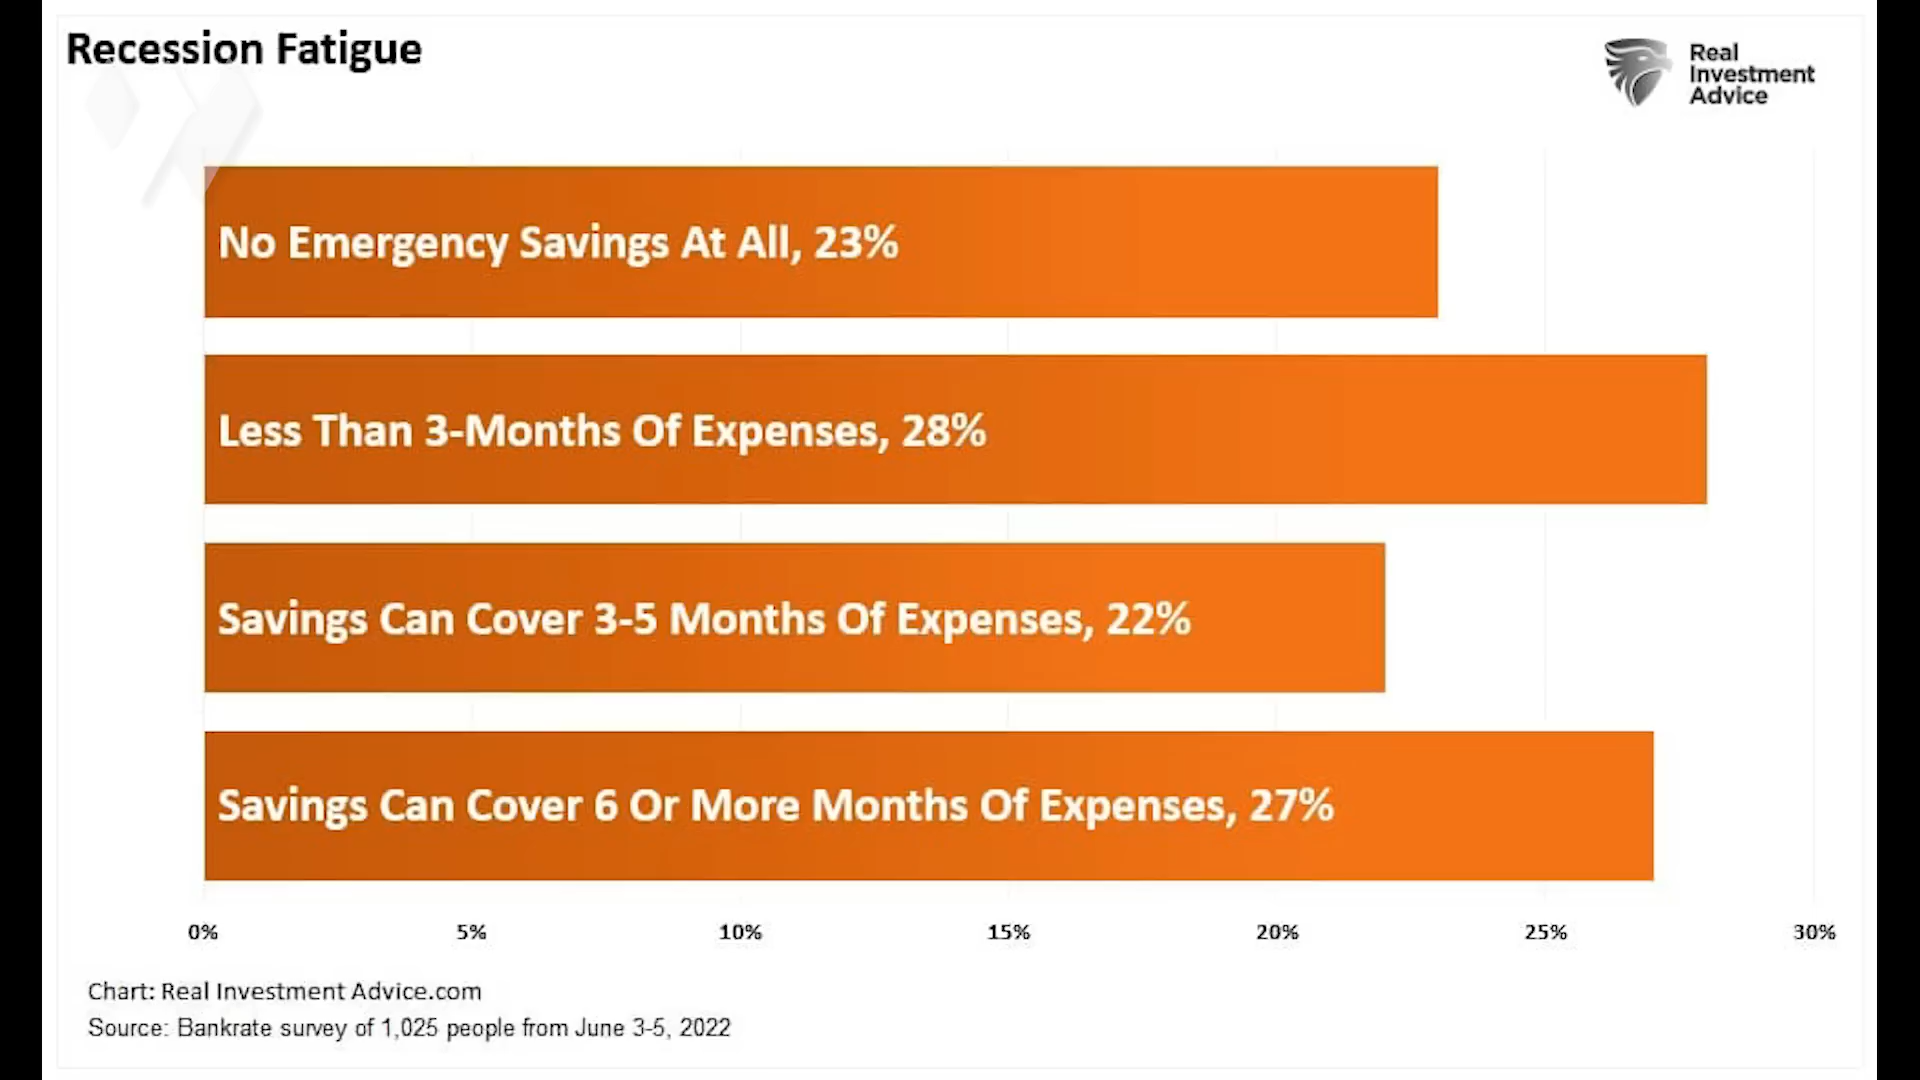 Recession Fatigue
Real
Investment
Advice
No Emergency Savings At All, 23%
Less Than 3-Months Of Expenses, 28%
Savings Can Cover 3-5 Months Of Expenses, 22%
Savings Can Cover 6 Or More Months Of Expenses, 27%
0% 5% 10% 15% 20% 25% 30%
Chart: Real Investment Advice.com
Source: Bankrate survey of 1,025 people from June 3-5, 2022